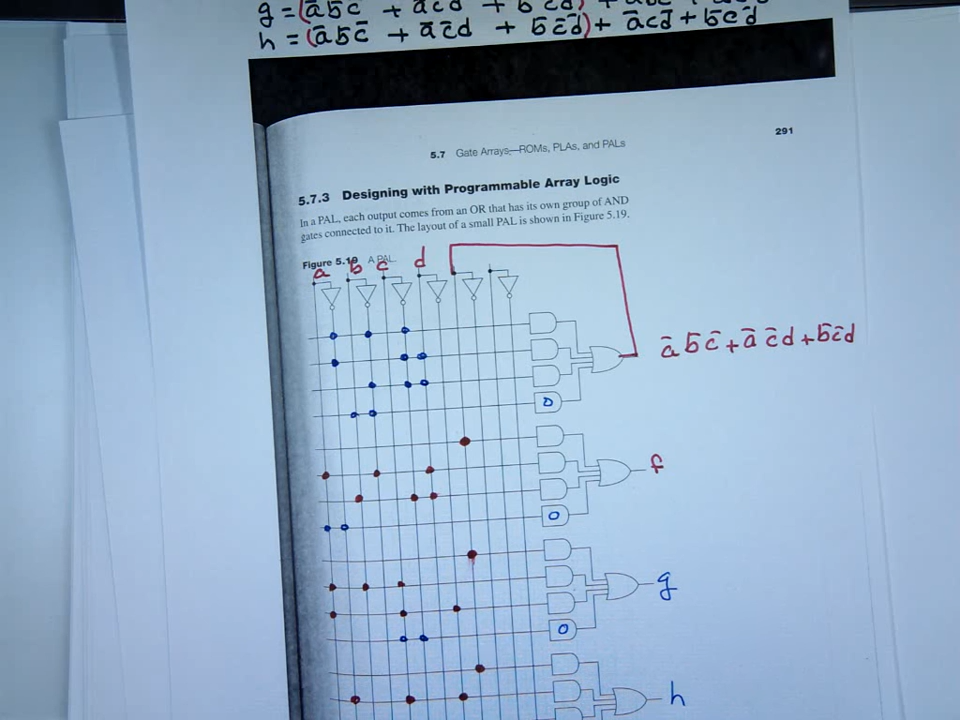 h = (a̅b̅c̅ + a̅c̅d + b̅c̅d) + a̅cd̅ + b̅cd̅
5.7 Gate Arrays—ROMs, PLAs, and PALs
291
5.7.3 Designing with Programmable Array Logic
In a PAL, each output comes from an OR that has its own group of AND
gates connected to it. The layout of a small PAL is shown in Figure 5.19.
Figure 5.19 A PAL.
a b c d
a̅ b̅ c̅ + a̅ c̅ d + b̅ c̅ d
0
f
0
g
0
h